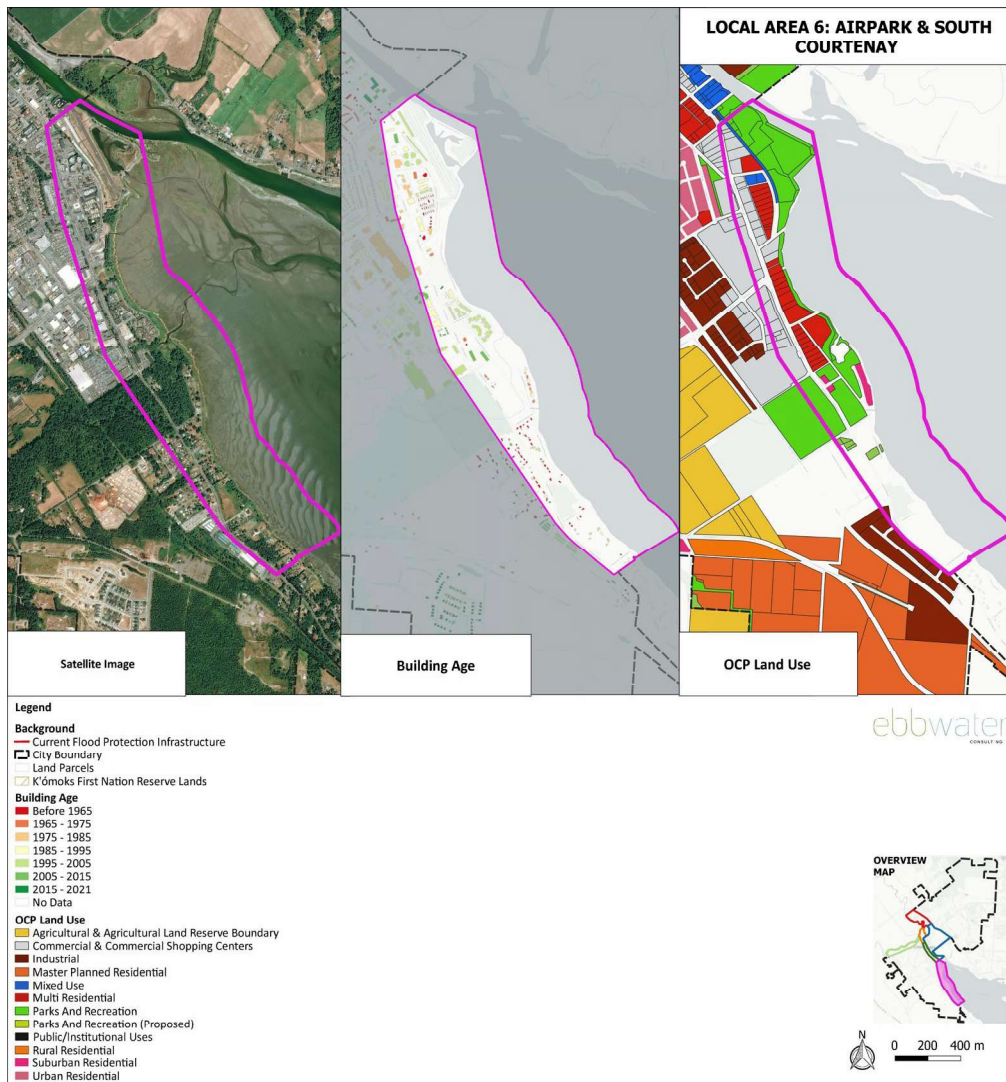 LOCAL AREA 6: AIRPARK & SOUTH
COURTENAY
Satellite Image
Building Age
OCP Land Use
Legend
Background
Current Flood Protection Infrastructure
City Boundary
Land Parcels
K'ómoks First Nation Reserve Lands
Building Age
Before 1965
1965 - 1975
1975 - 1985
1985 - 1995
1995 - 2005
2005 - 2015
2015 - 2021
No Data
OCP Land Use
Agricultural & Agricultural Land Reserve Boundary
Commercial & Commercial Shopping Centers
Industrial
Master Planned Residential
Mixed Use
Multi Residential
Parks And Recreation
Parks And Recreation (Proposed)
Public/Institutional Uses
Rural Residential
Suburban Residential
Urban Residential
ebbwater
CONSULTING
OVERVIEW
MAP
0 200 400 m